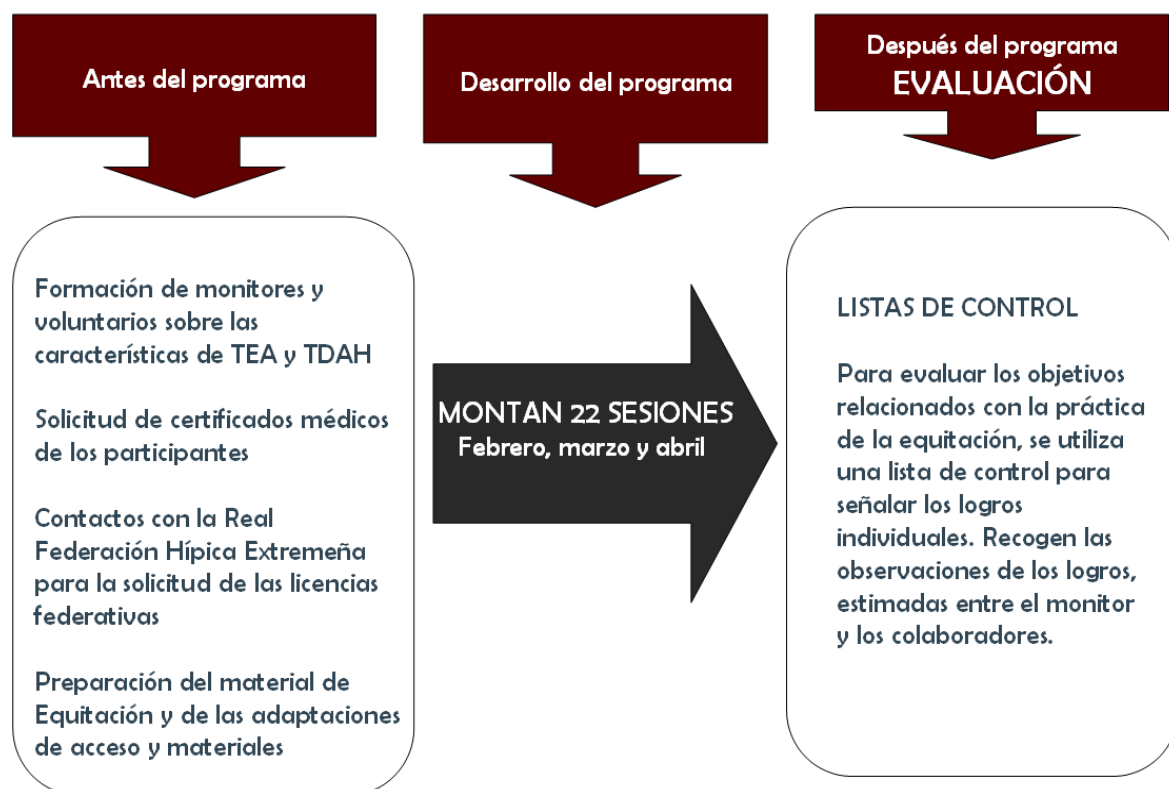 Antes del programa
Desarrollo del programa
Después del programa
EVALUACIÓN
Formación de monitores y
voluntarios sobre las
características de TEA y TDAH
Solicitud de certificados médicos
de los participantes
Contactos con la Real
Federación Hípica Extremeña
para la solicitud de las licencias
federativas
Preparación del material de
Equitación y de las adaptaciones
de acceso y materiales
MONTAN 22 SESIONES
Febrero, marzo y abril
LISTAS DE CONTROL
Para evaluar los objetivos
relacionados con la práctica
de la equitación, se utiliza
una lista de control para
señalar los logros
individuales. Recogen las
observaciones de los logros,
estimadas entre el monitor
y los colaboradores.